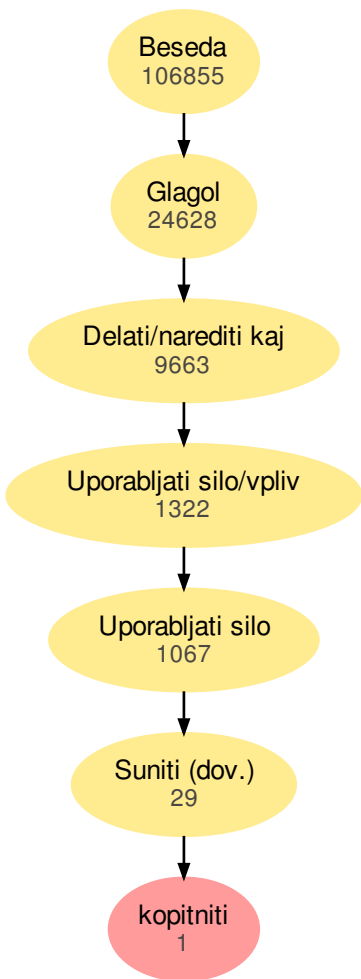 Beseda
106855
Glagol
24628
Delati/narediti kaj
9663
Uporabljati silo/vpliv
1322
Uporabljati silo
1067
Suniti (dov.)
29
kopitniti
1